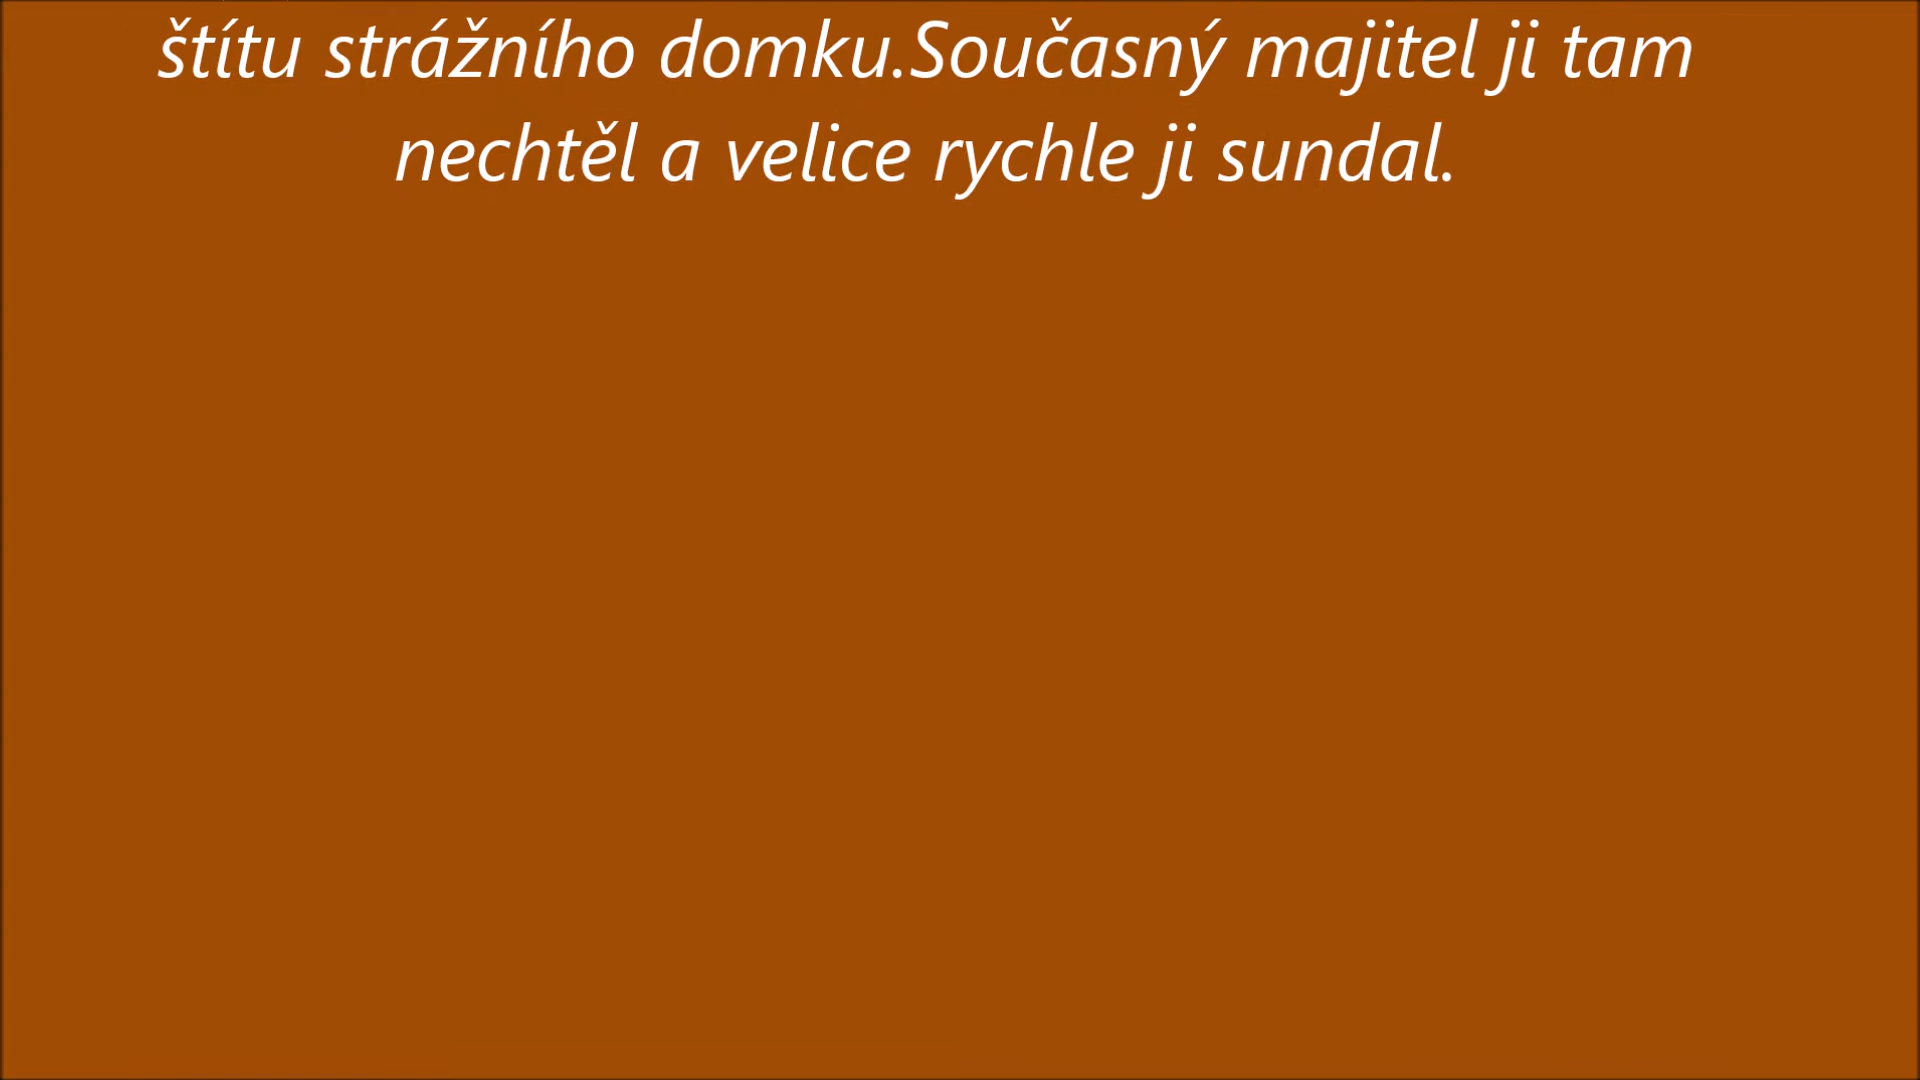 štítu strážního domku.Současný majitel ji tam
nechtěl a velice rychle ji sundal.